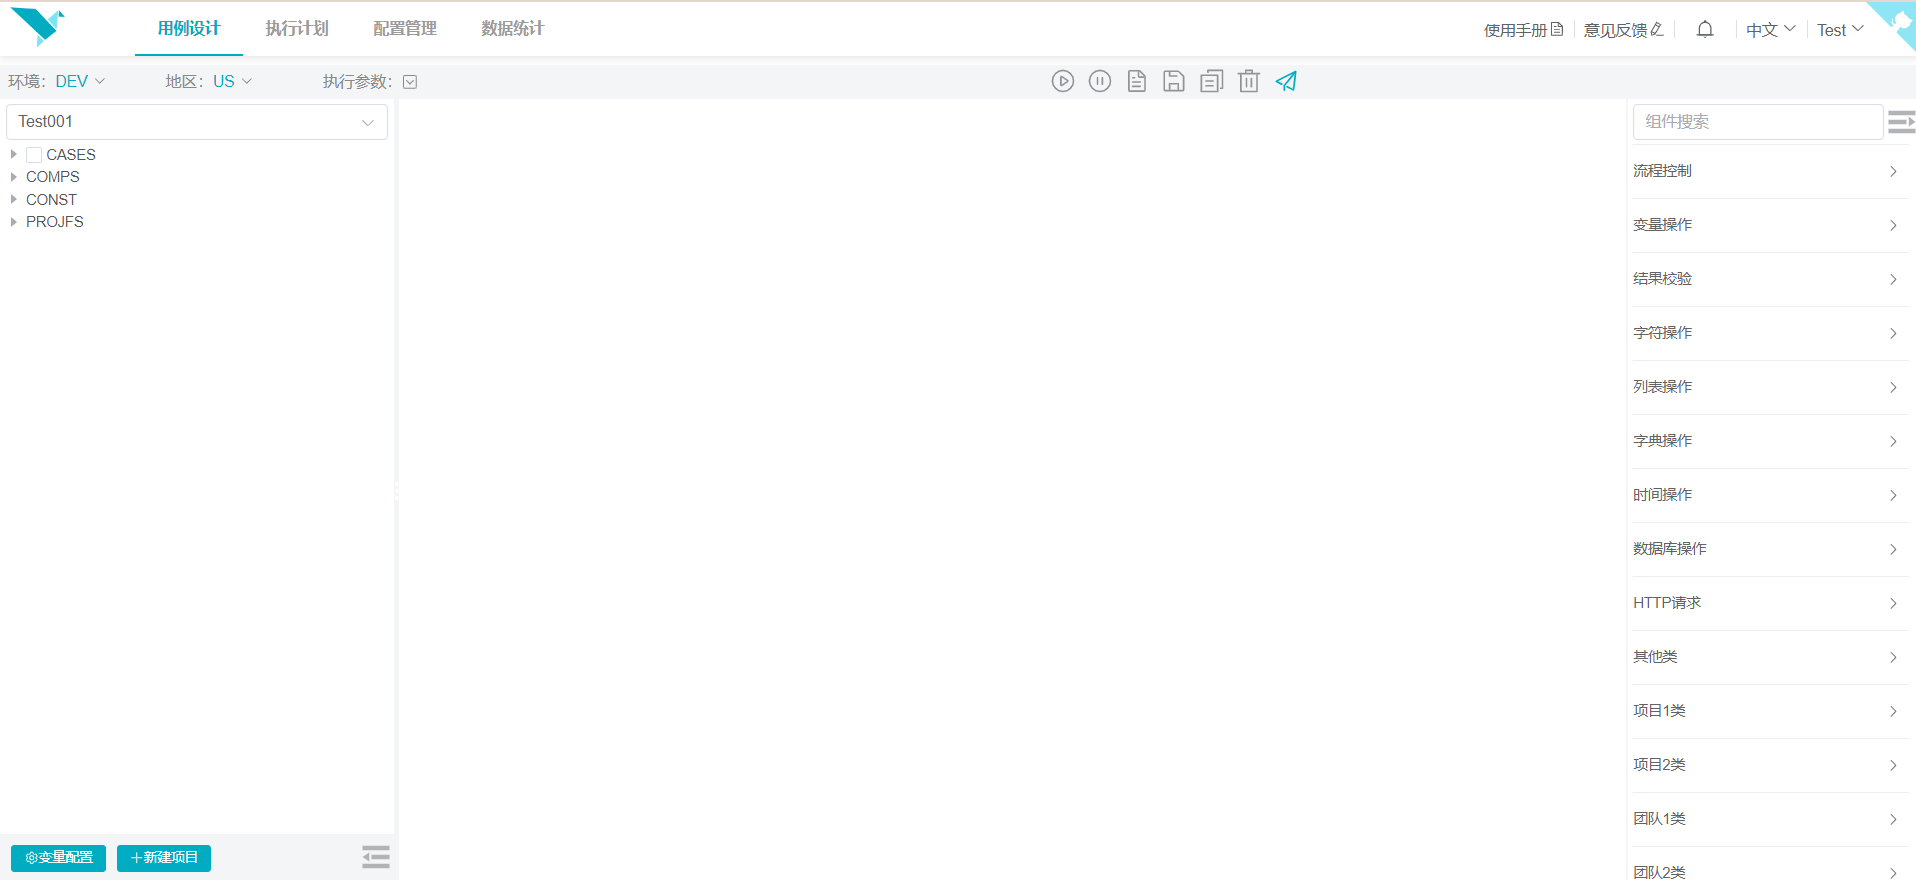 用例设计 执行计划 配置管理 数据统计 使用手册 意见反馈 中文 Test
环境: DEV 地区: US 执行参数:
Test001
CASES
COMPS
CONST
PROJFS
变量配置 +新建项目
组件搜索
流程控制
变量操作
结果校验
字符操作
列表操作
字典操作
时间操作
数据库操作
HTTP请求
其他类
项目1类
项目2类
团队1类
团队2类